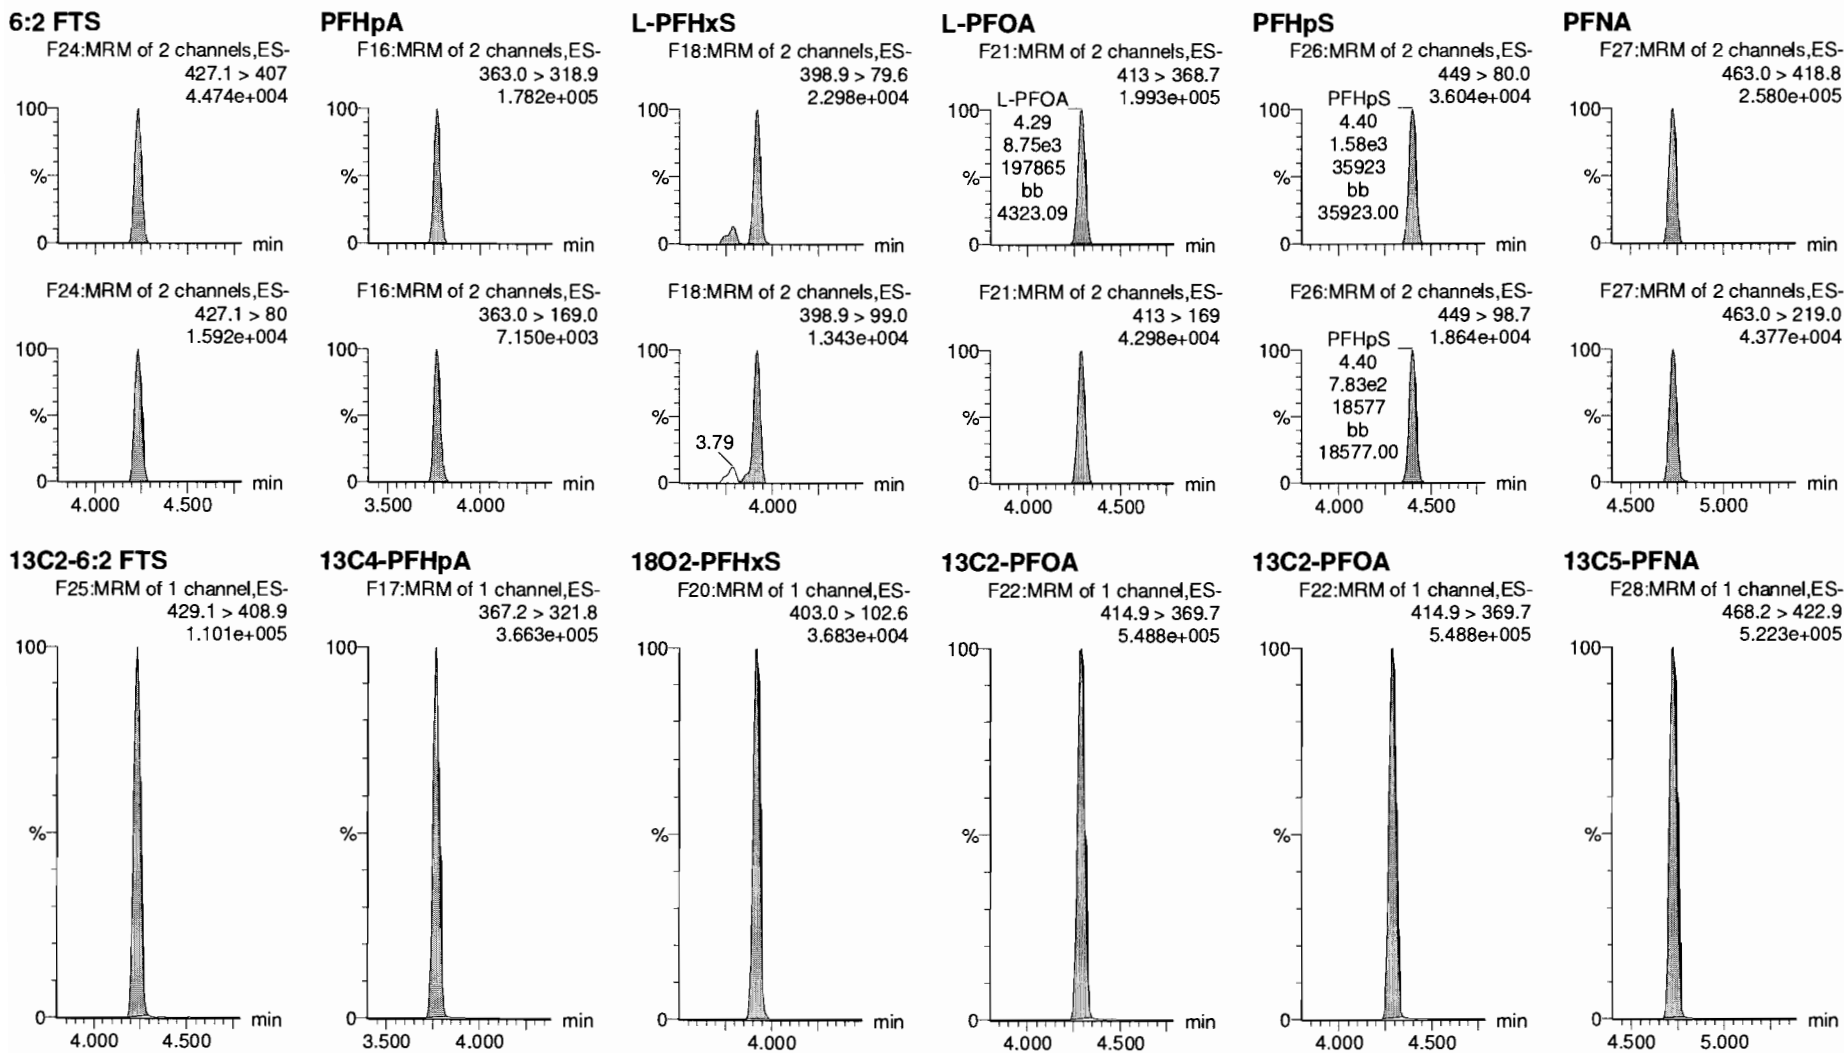 6:2 FTS
F24:MRM of 2 channels,ES-
427.1 > 407
4.474e+004
100
%
0
min
PFHpA
F16:MRM of 2 channels,ES-
363.0 > 318.9
1.782e+005
100
%
0
min
L-PFHxS
F18:MRM of 2 channels,ES-
398.9 > 79.6
2.298e+004
100
%
0
min
L-PFOA
F21:MRM of 2 channels,ES-
413 > 368.7
1.993e+005
L-PFOA
4.29
8.75e3
197865
bb
4323.09
100
%
0
min
PFHpS
F26:MRM of 2 channels,ES-
449 > 80.0
3.604e+004
PFHpS
4.40
1.58e3
35923
bb
35923.00
100
%
0
min
PFNA
F27:MRM of 2 channels,ES-
463.0 > 418.8
2.580e+005
100
%
0
min
F24:MRM of 2 channels,ES-
427.1 > 80
1.592e+004
100
%
0
min
4.000 4.500
F16:MRM of 2 channels,ES-
363.0 > 169.0
7.150e+003
100
%
0
min
3.500 4.000
F18:MRM of 2 channels,ES-
398.9 > 99.0
1.343e+004
100
%
3.79
0
min
4.000
F21:MRM of 2 channels,ES-
413 > 169
4.298e+004
100
%
0
min
4.000 4.500
F26:MRM of 2 channels,ES-
449 > 98.7
1.864e+004
PFHpS
4.40
7.83e2
18577
bb
18577.00
100
%
0
min
4.000 4.500
F27:MRM of 2 channels,ES-
463.0 > 219.0
4.377e+004
100
%
0
min
4.500 5.000
13C2-6:2 FTS
F25:MRM of 1 channel,ES-
429.1 > 408.9
1.101e+005
100
%
0
min
4.000 4.500
13C4-PFHpA
F17:MRM of 1 channel,ES-
367.2 > 321.8
3.663e+005
100
%
0
min
3.500 4.000
18O2-PFHxS
F20:MRM of 1 channel,ES-
403.0 > 102.6
3.683e+004
100
%
0
min
4.000
13C2-PFOA
F22:MRM of 1 channel,ES-
414.9 > 369.7
5.488e+005
100
%
0
min
4.000 4.500
13C2-PFOA
F22:MRM of 1 channel,ES-
414.9 > 369.7
5.488e+005
100
%
0
min
4.000 4.500
13C5-PFNA
F28:MRM of 1 channel,ES-
468.2 > 422.9
5.223e+005
100
%
0
min
4.500 5.000